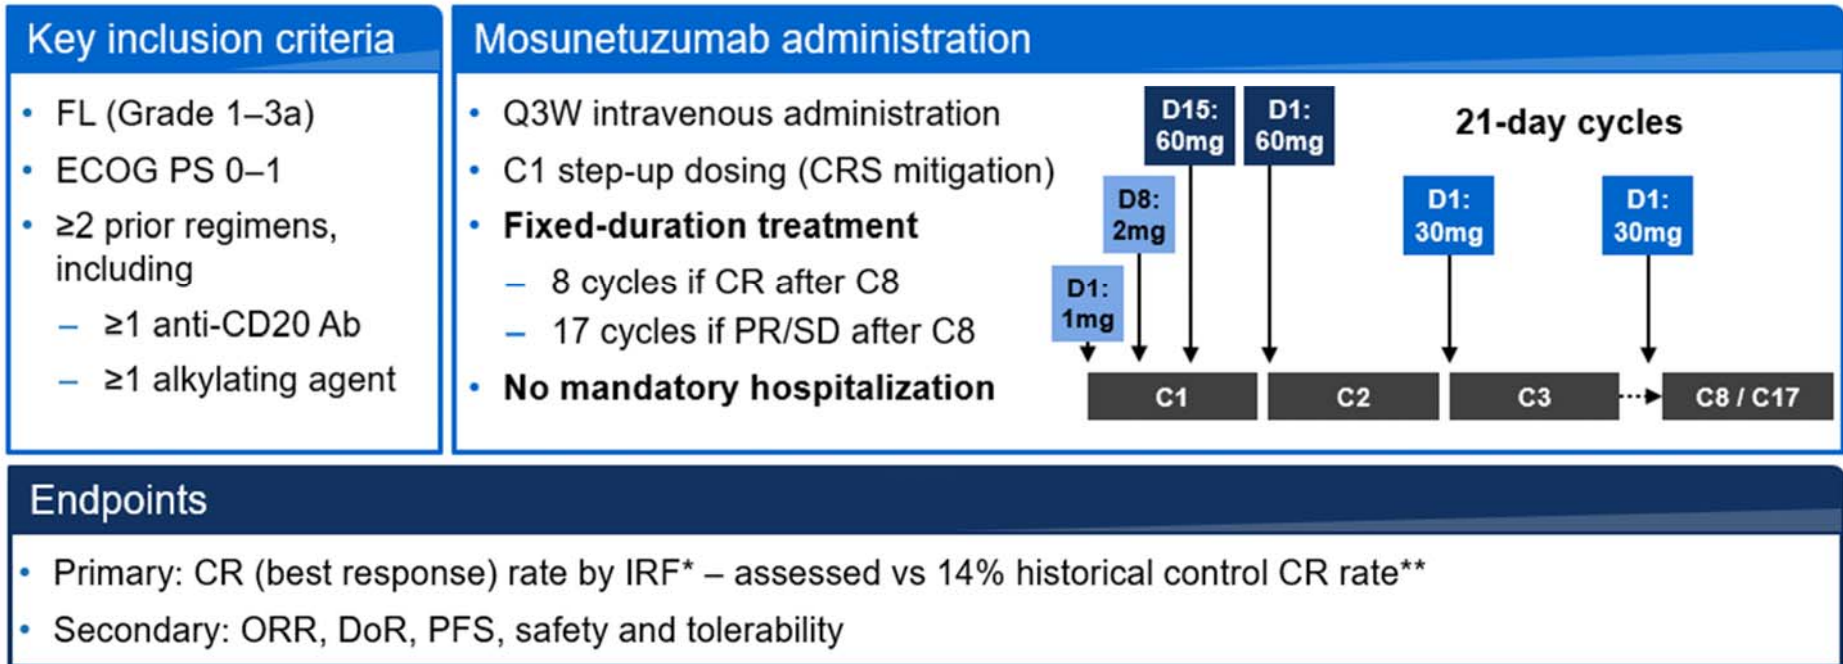 Key inclusion criteria
• FL (Grade 1–3a)
• ECOG PS 0–1
• ≥2 prior regimens,
including
– ≥1 anti-CD20 Ab
– ≥1 alkylating agent
Mosunetuzumab administration
• Q3W intravenous administration
• C1 step-up dosing (CRS mitigation)
• Fixed-duration treatment
– 8 cycles if CR after C8
– 17 cycles if PR/SD after C8
• No mandatory hospitalization
D1:
1mg
D8:
2mg
D15:
60mg
D1:
60mg
21-day cycles
D1:
30mg
D1:
30mg
C1
C2
C3
C8 / C17
Endpoints
• Primary: CR (best response) rate by IRF* – assessed vs 14% historical control CR rate**
• Secondary: ORR, DoR, PFS, safety and tolerability